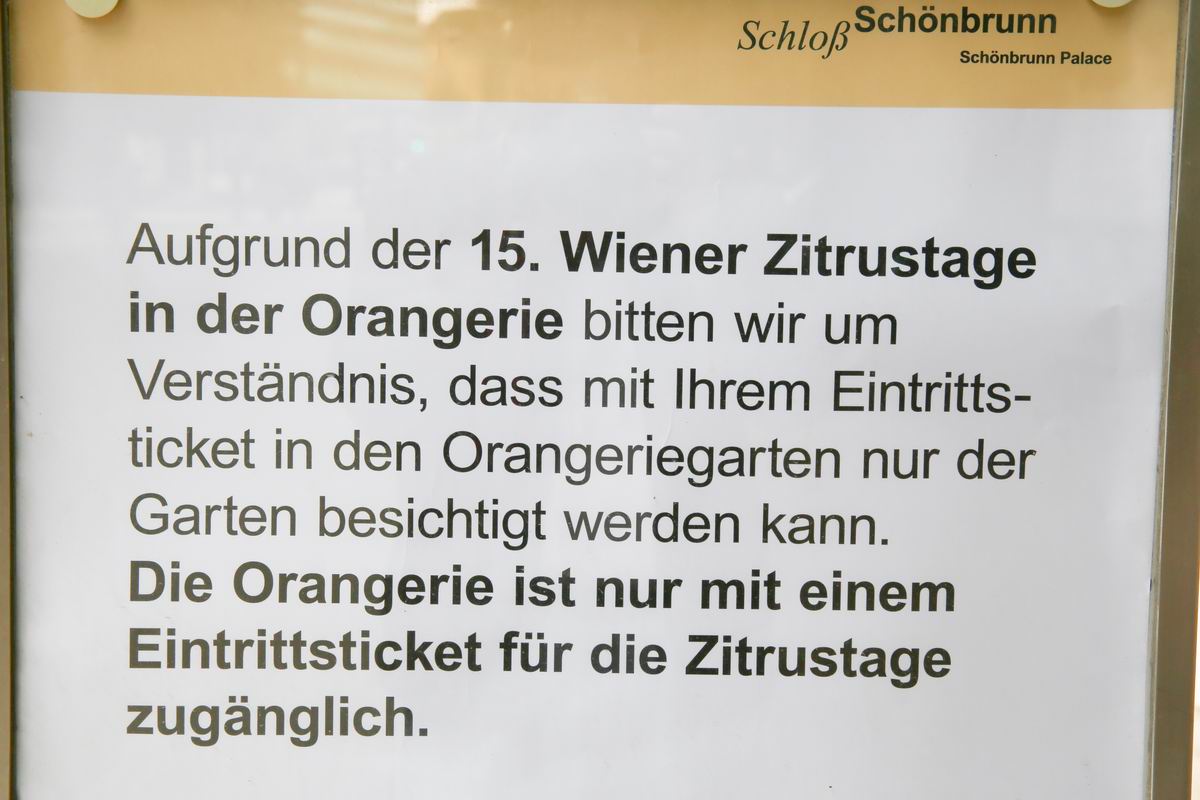 Schloß Schönbrunn
Schönbrunn Palace
Aufgrund der 15. Wiener Zitrustage
in der Orangerie bitten wir um
Verständnis, dass mit Ihrem Eintritts-
ticket in den Orangeriegarten nur der
Garten besichtigt werden kann.
Die Orangerie ist nur mit einem
Eintrittsticket für die Zitrustage
zugänglich.